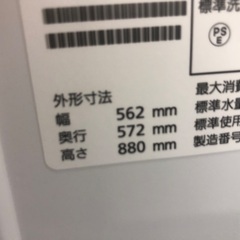 標準洗
PS
E
外形寸法
幅 562 mm
奥行 572 mm
高さ 880 mm
最大消費
標準水量
標準使用
製造番号